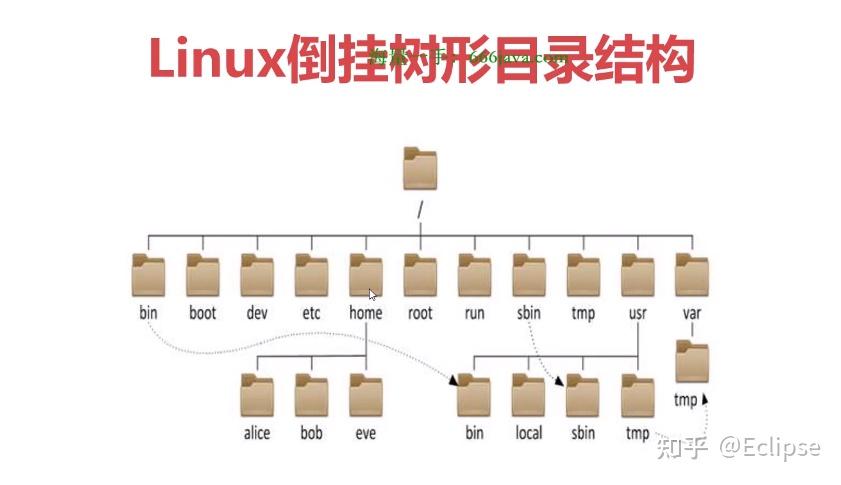 Linux倒挂树形目录结构
666java.com
/
bin boot dev etc home root run sbin tmp usr var
tmp
alice bob eve bin local sbin tmp
知乎 @Eclipse